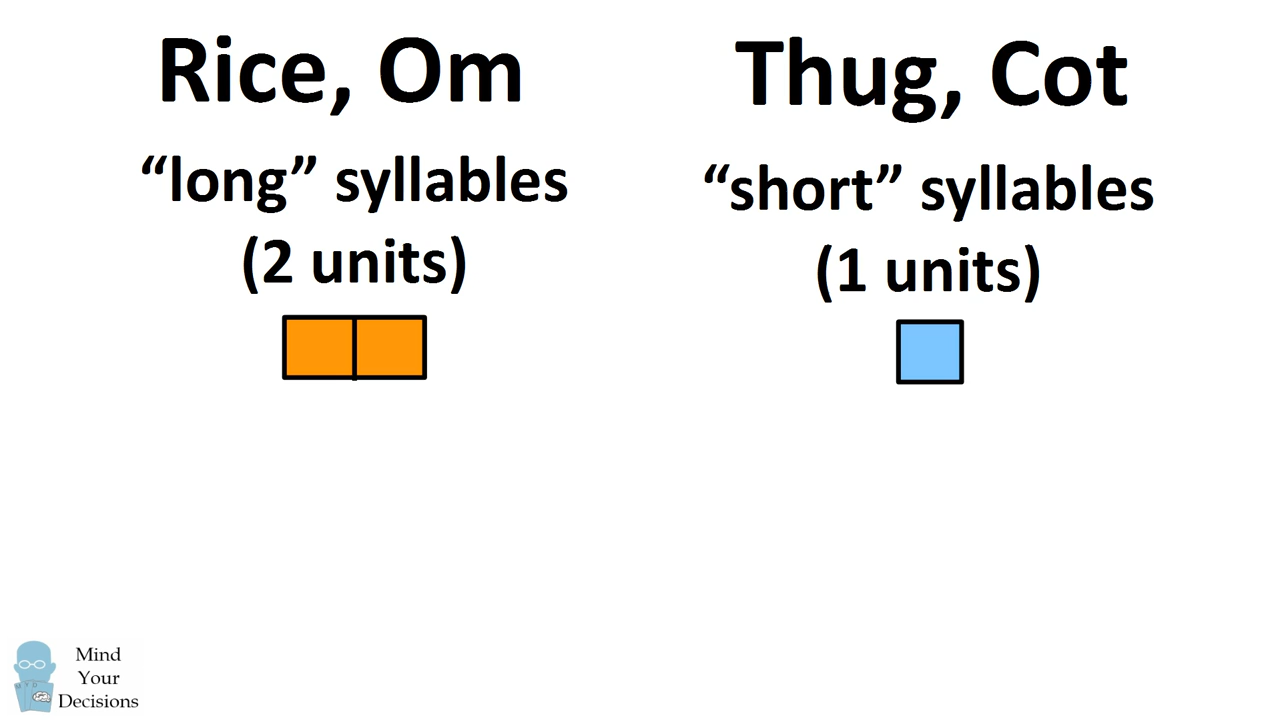 Rice, Om
“long” syllables
(2 units)
Thug, Cot
“short” syllables
(1 units)
Mind
Your
Decisions